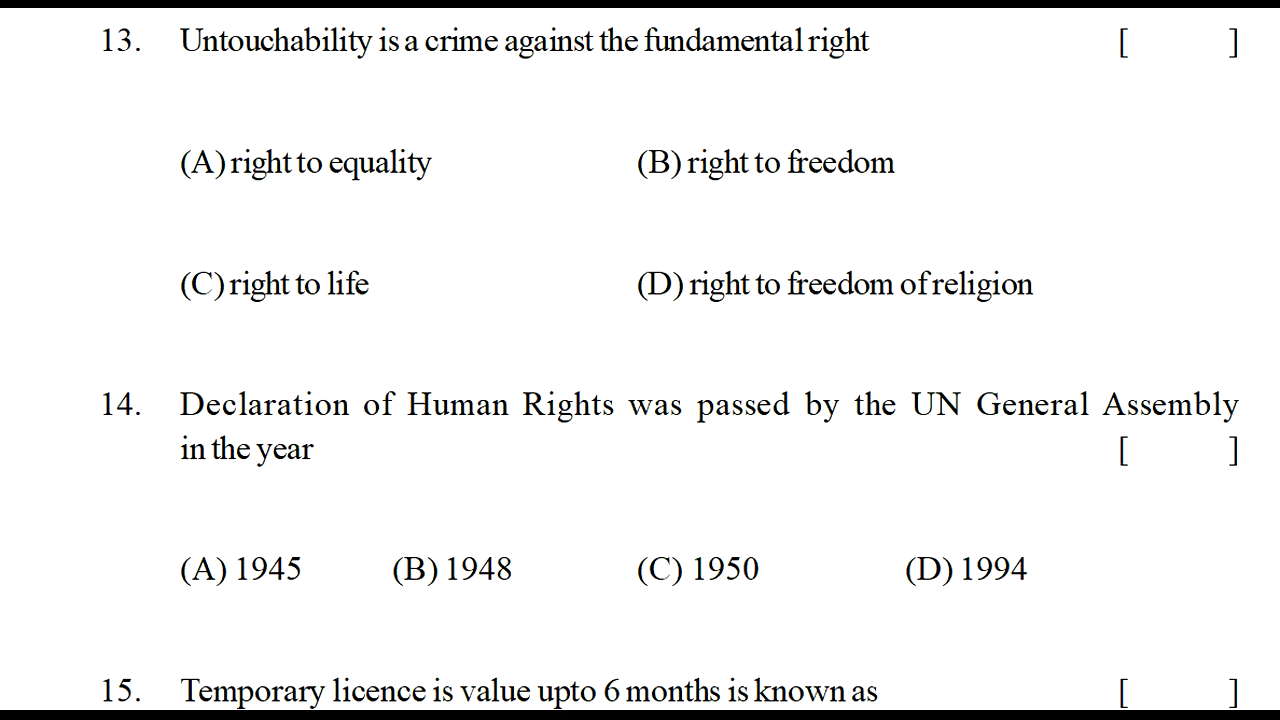 13. Untouchability is a crime against the fundamental right [ ]
(A) right to equality (B) right to freedom
(C) right to life (D) right to freedom of religion
14. Declaration of Human Rights was passed by the UN General Assembly
in the year [ ]
(A) 1945 (B) 1948 (C) 1950 (D) 1994
15. Temporary licence is value upto 6 months is known as [ ]